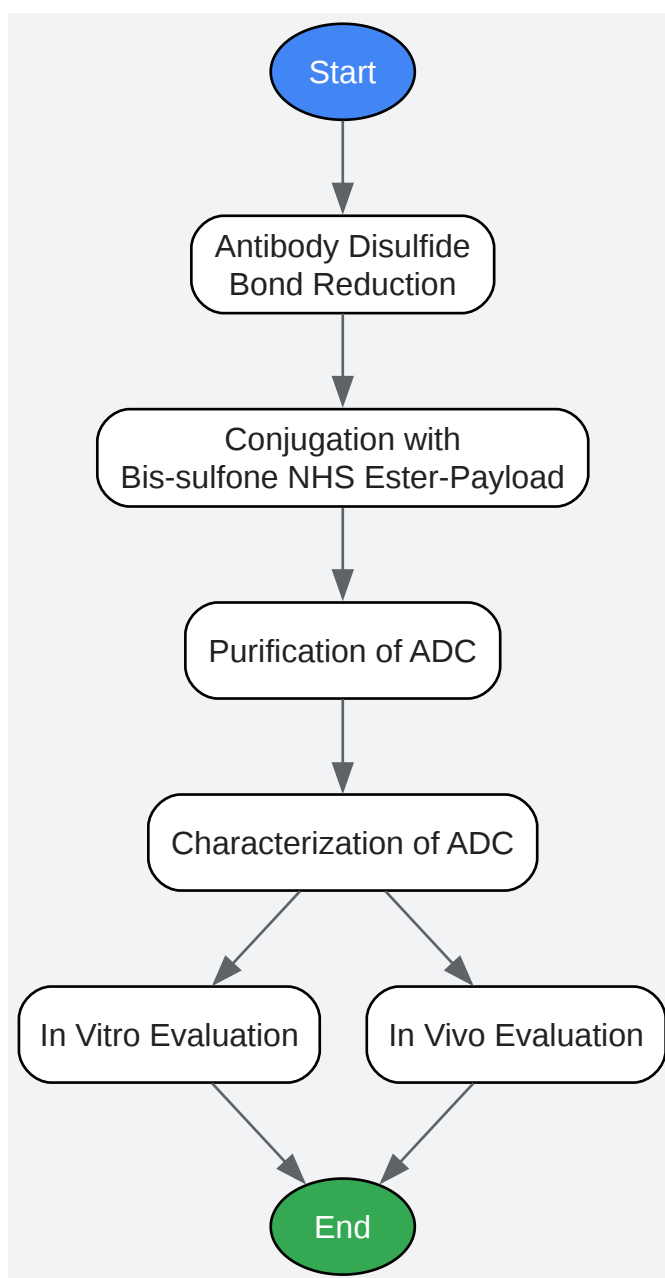 Start
Antibody Disulfide
Bond Reduction
Conjugation with
Bis-sulfone NHS Ester-Payload
Purification of ADC
Characterization of ADC
In Vitro Evaluation
In Vivo Evaluation
End